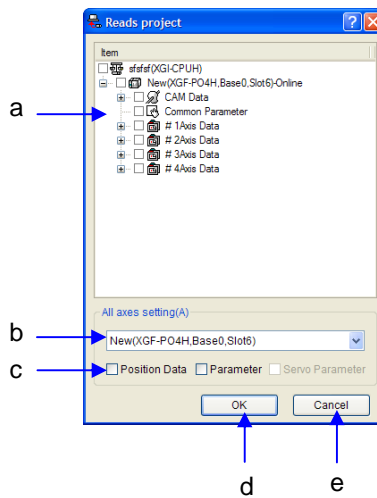 Reads project
Item
sfsfsf(XGI-CPUH)
New(XGF-PO4H,Base0,Slot6)-Online
CAM Data
Common Parameter
# 1Axis Data
# 2Axis Data
# 3Axis Data
# 4Axis Data
a
All axes setting(A)
b
New(XGF-PO4H,Base0,Slot6)
c
Position Data Parameter Servo Parameter
OK Cancel
d e